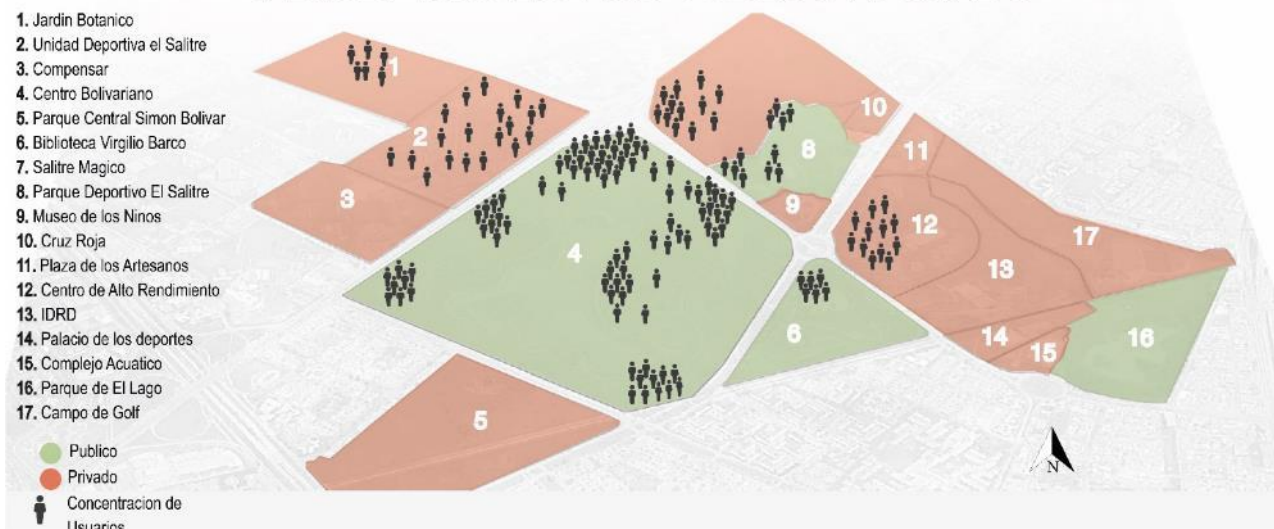 1. Jardin Botanico
2. Unidad Deportiva el Salitre
3. Compensar
4. Centro Bolivariano
5. Parque Central Simon Bolivar
6. Biblioteca Virgilio Barco
7. Salitre Magico
8. Parque Deportivo El Salitre
9. Museo de los Ninos
10. Cruz Roja
11. Plaza de los Artesanos
12. Centro de Alto Rendimiento
13. IDRD
14. Palacio de los deportes
15. Complejo Acuatico
16. Parque de El Lago
17. Campo de Golf
Publico
Privado
Concentracion de
Usuarios
1
2
3
4
5
6
8
9
10
11
12
13
14
15
16
17
N